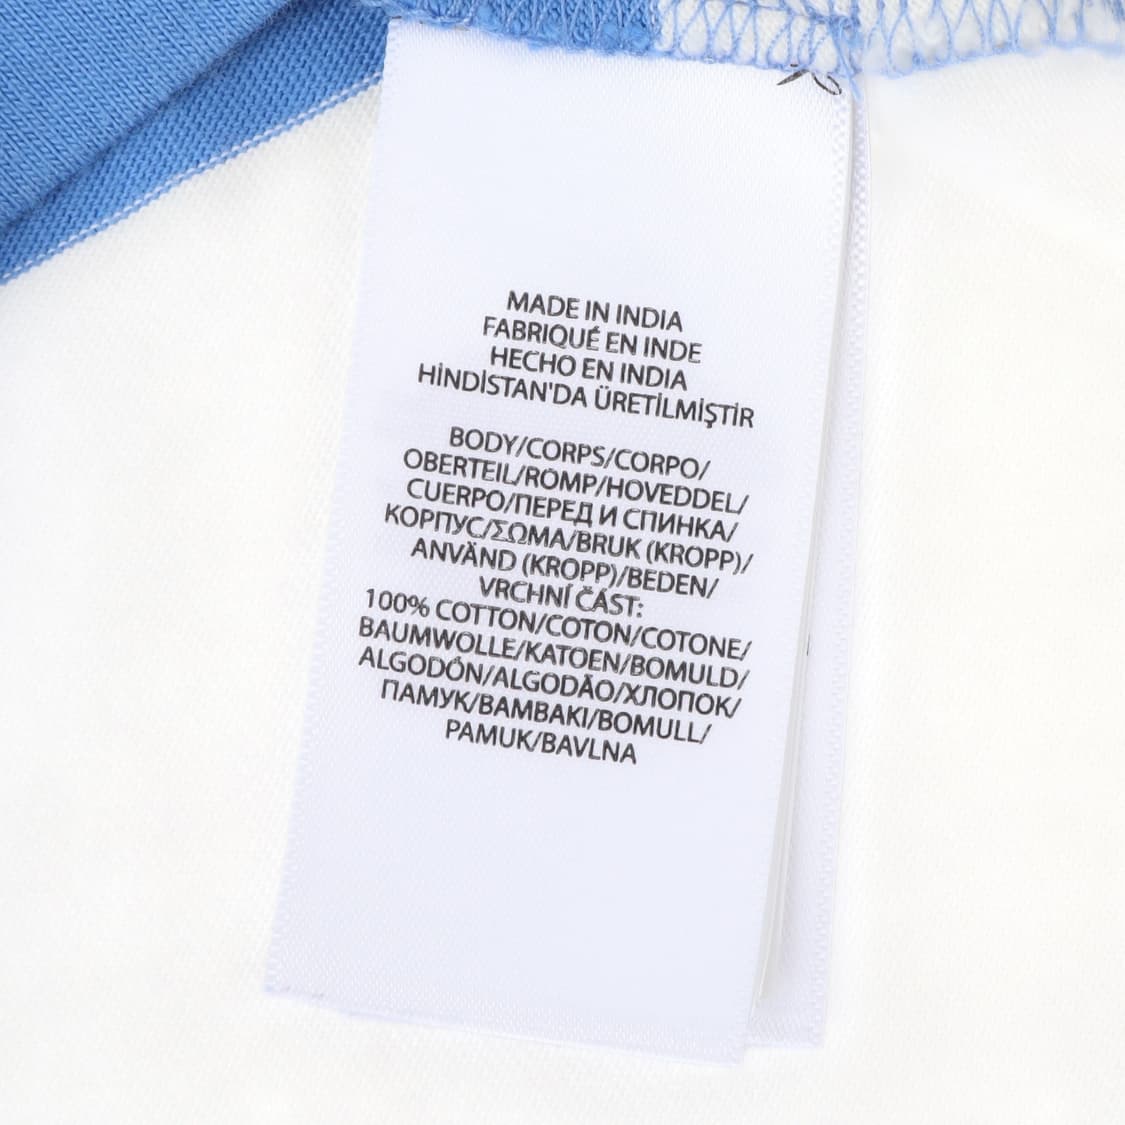 MADE IN INDIA
FABRIQUÉ EN INDE
HECHO EN INDIA
HİNDİSTAN'DA ÜRETİLMİŞTİR
BODY/CORPS/CORPO/
OBERTEIL/ROMP/HOVEDDEL/
CUERPO/ПЕРЕД И СПИНКА/
КОРПУС/ΣΩΜΑ/BRUK (KROPP)/
ANVÄND (KROPP)/BEDEN/
VRCHNÍ ČÁST:
100% COTTON/COTON/COTONE/
BAUMWOLLE/KATOEN/BOMULD/
ALGODÓN/ALGODÃO/ХЛОПОК/
ПАМУК/ΒΑΜΒΑΚΙ/BOMULL/
PAMUK/BAVLNA